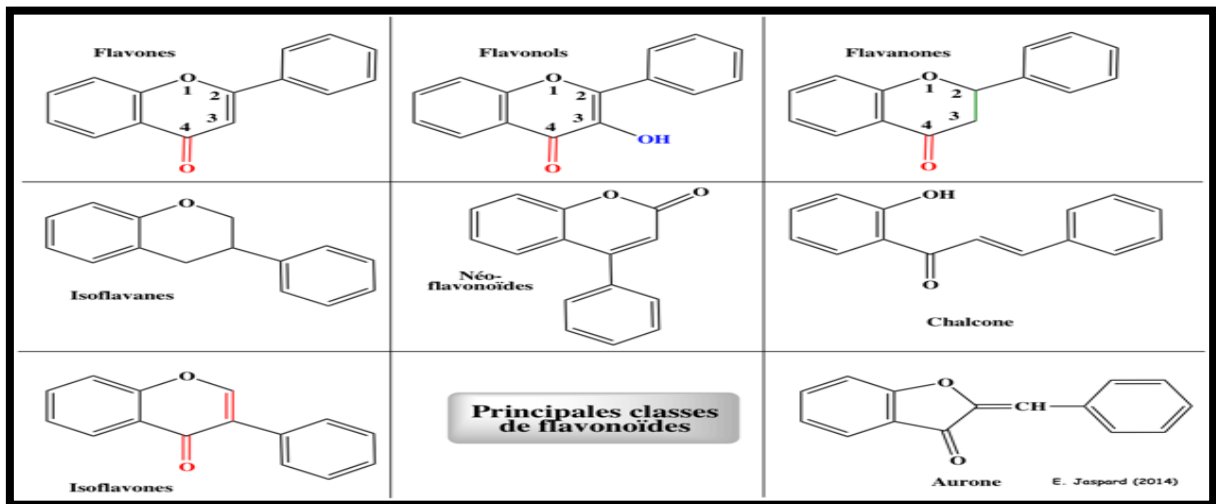 Flavones
O
1
2
3
4
O
Flavonols
O
1
2
3
4
OH
O
Flavanones
O
1
2
3
4
O
O
Isoflavanes
O
O
Néo-
flavonoïdes
OH
O
Chalcone
O
O
Isoflavones
Principales classes
de flavonoïdes
O
CH
O
Aurone
E. Jaspard (2014)